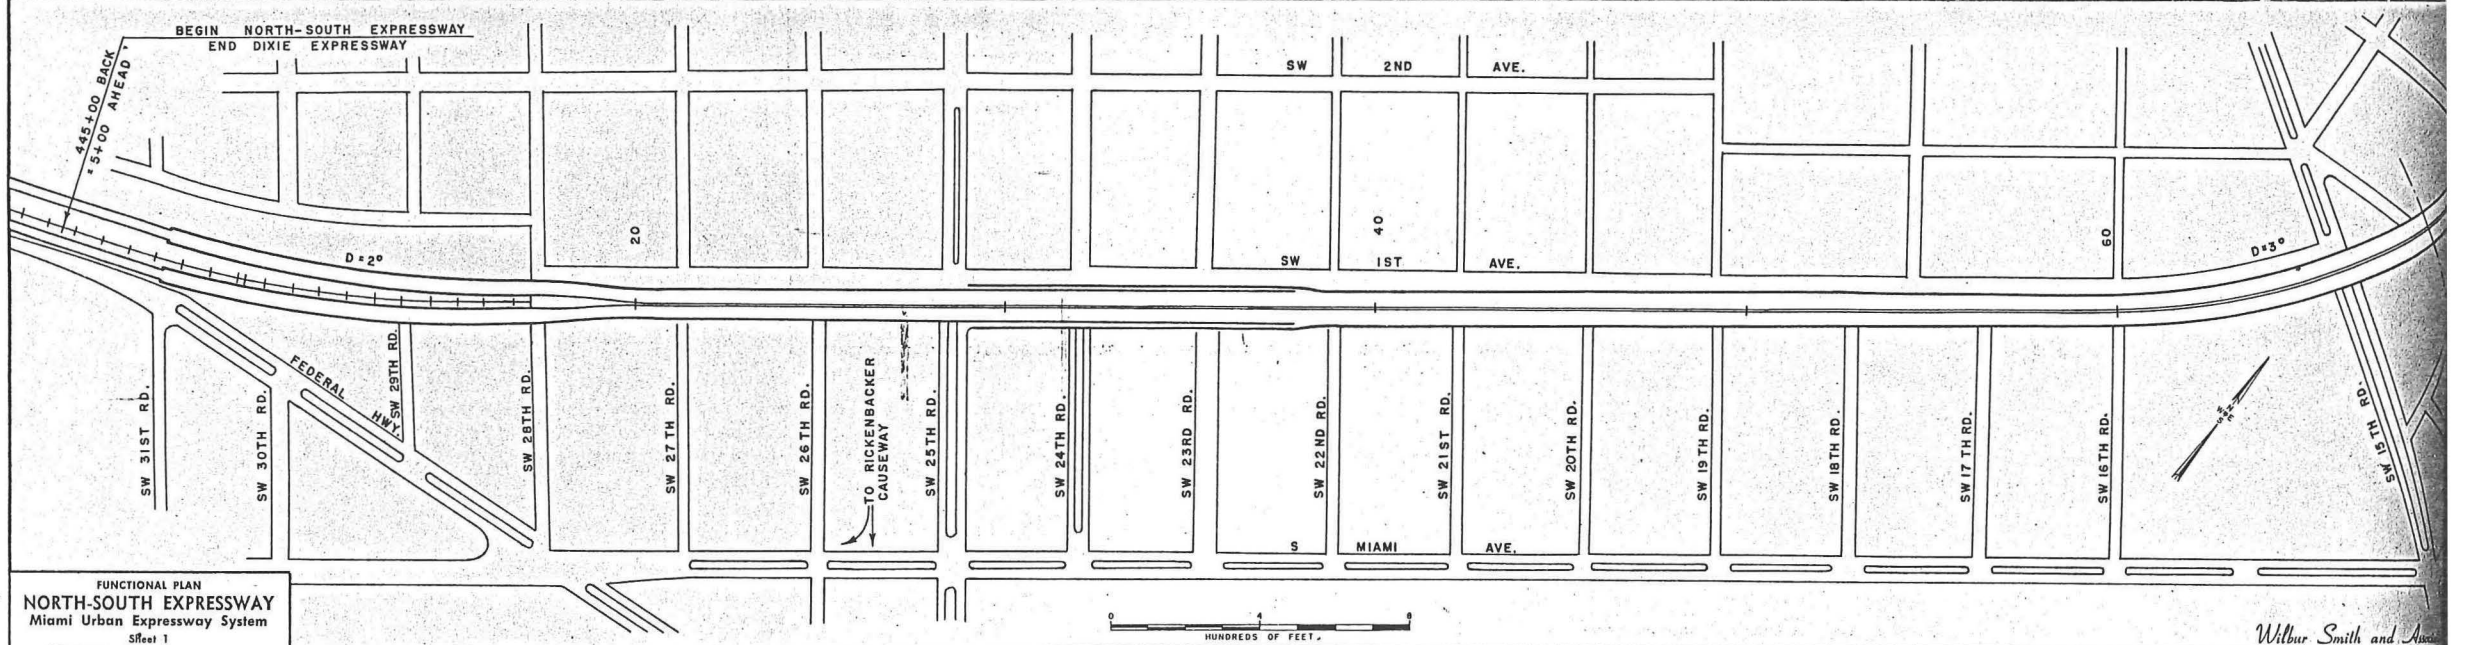 BEGIN NORTH-SOUTH EXPRESSWAY
END DIXIE EXPRESSWAY
445+00 BACK
= 5+00 AHEAD
SW 2ND AVE.
D=2°
20
40
60
D=3°
SW 1ST AVE.
SW 31ST RD.
SW 30TH RD.
FEDERAL HWY.
SW 29TH RD.
SW 28TH RD.
SW 27TH RD.
SW 26TH RD.
TO RICKENBACKER
CAUSEWAY
SW 25TH RD.
SW 24TH RD.
SW 23RD RD.
SW 22ND RD.
SW 21ST RD.
SW 20TH RD.
SW 19TH RD.
SW 18TH RD.
SW 17TH RD.
SW 16TH RD.
SW 15TH RD.
N
E
S
W
S MIAMI AVE.
FUNCTIONAL PLAN
NORTH-SOUTH EXPRESSWAY
Miami Urban Expressway System
Sheet 1
0 4 8
HUNDREDS OF FEET.
Wilbur Smith and